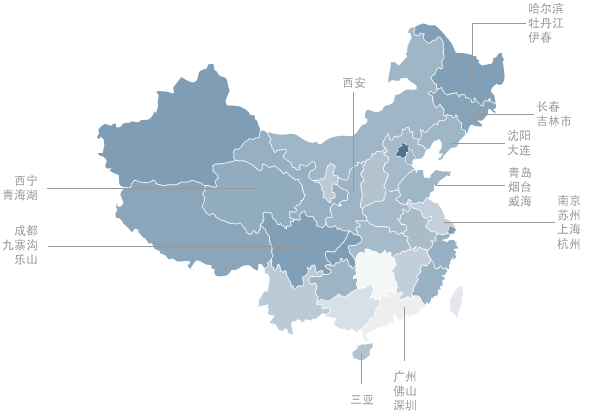 哈尔滨
牡丹江
伊春
西安
长春
吉林市
沈阳
大连
青岛
烟台
威海
西宁
青海湖
南京
苏州
上海
杭州
成都
九寨沟
乐山
广州
佛山
深圳
三亚